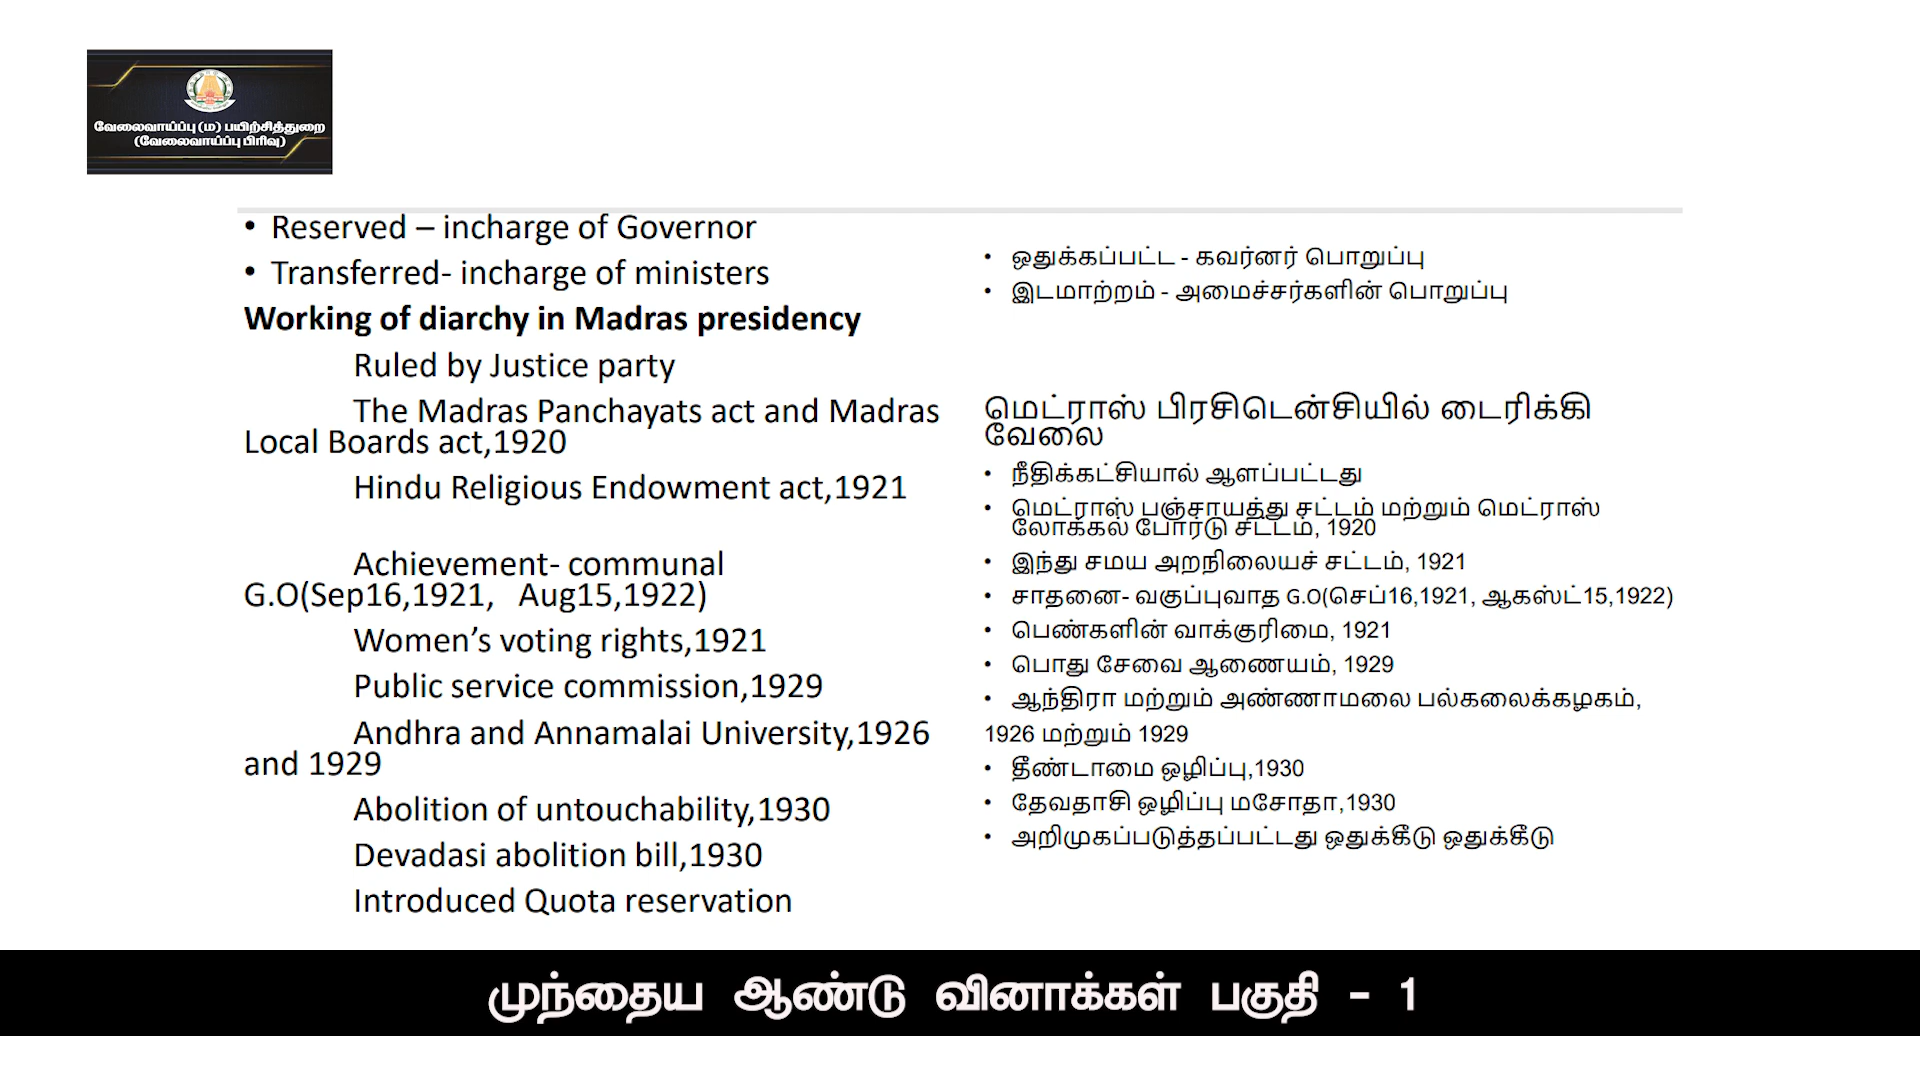 வேலைவாய்ப்பு (ம) பயிற்சித்துறை
(வேலைவாய்ப்பு பிரிவு)
• Reserved – incharge of Governor
• Transferred- incharge of ministers
Working of diarchy in Madras presidency
Ruled by Justice party
The Madras Panchayats act and Madras
Local Boards act,1920
Hindu Religious Endowment act,1921
Achievement- communal
G.O(Sep16,1921, Aug15,1922)
Women’s voting rights,1921
Public service commission,1929
Andhra and Annamalai University,1926
and 1929
Abolition of untouchability,1930
Devadasi abolition bill,1930
Introduced Quota reservation
• ஒதுக்கப்பட்ட - கவர்னர் பொறுப்பு
• இடமாற்றம் - அமைச்சர்களின் பொறுப்பு
மெட்ராஸ் பிரசிடென்சியில் டைரிக்கி
வேலை
• நீதிக்கட்சியால் ஆளப்பட்டது
• மெட்ராஸ் பஞ்சாயத்து சட்டம் மற்றும் மெட்ராஸ்
லோக்கல் போர்டு சட்டம், 1920
• இந்து சமய அறநிலையச் சட்டம், 1921
• சாதனை- வகுப்புவாத G.O(செப்16,1921, ஆகஸ்ட்15,1922)
• பெண்களின் வாக்குரிமை, 1921
• பொது சேவை ஆணையம், 1929
• ஆந்திரா மற்றும் அண்ணாமலை பல்கலைக்கழகம்,
1926 மற்றும் 1929
• தீண்டாமை ஒழிப்பு,1930
• தேவதாசி ஒழிப்பு மசோதா,1930
• அறிமுகப்படுத்தப்பட்டது ஒதுக்கீடு ஒதுக்கீடு
முந்தைய ஆண்டு வினாக்கள் பகுதி - 1